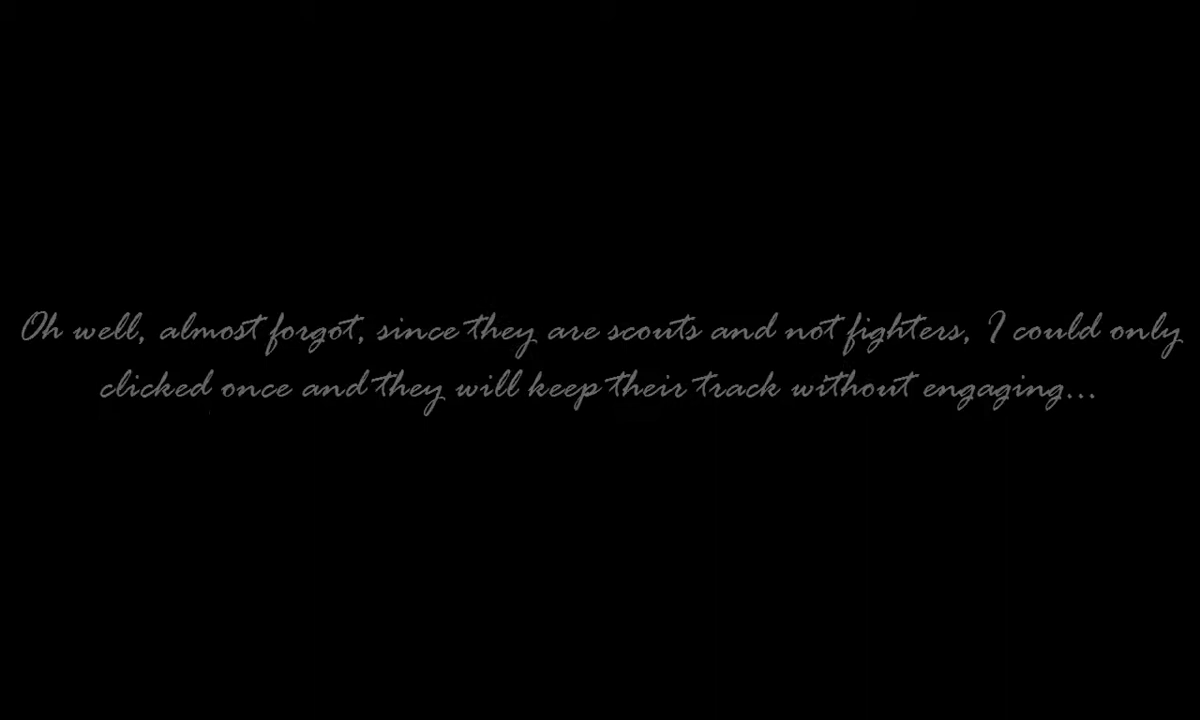 Oh well, almost forgot, since they are scouts and not fighters, I could only
clicked once and they will keep their track without engaging...